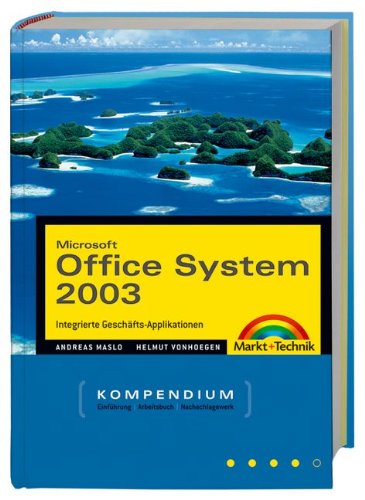 Microsoft
Office System
2003
Integrierte Geschäfts-Applikationen
ANDREAS MASLO HELMUT VONHOEGEN
Markt+Technik
KOMPENDIUM
Einführung | Arbeitsbuch | Nachschlagewerk